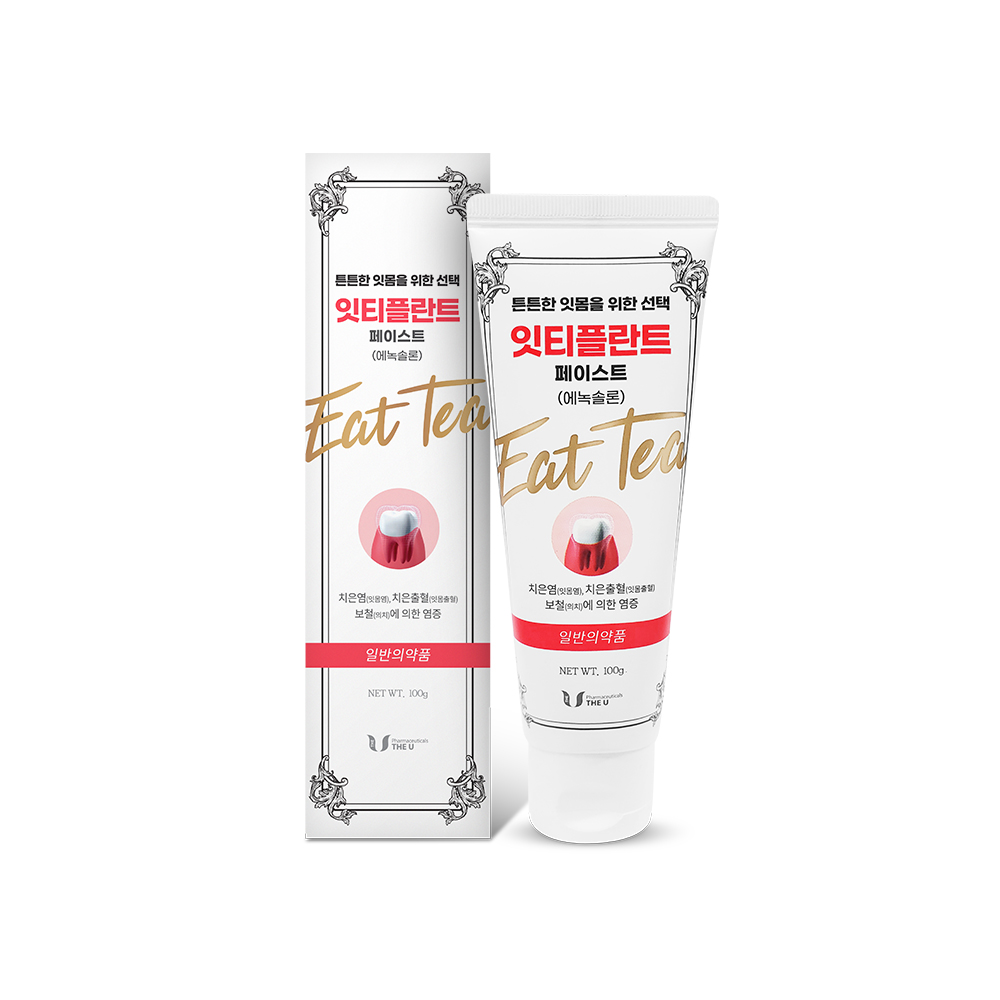 튼튼한 잇몸을 위한 선택
잇티플란트
페이스트
(에녹솔론)
Eat Tea
치은염(잇몸염), 치은출혈(잇몸출혈)
보철(의치)에 의한 염증
일반의약품
NET WT. 100g
Pharmaceuticals
THE U
튼튼한 잇몸을 위한 선택
잇티플란트
페이스트
(에녹솔론)
Eat Tea
치은염(잇몸염), 치은출혈(잇몸출혈)
보철(의치)에 의한 염증
일반의약품
NET WT. 100g
Pharmaceuticals
THE U